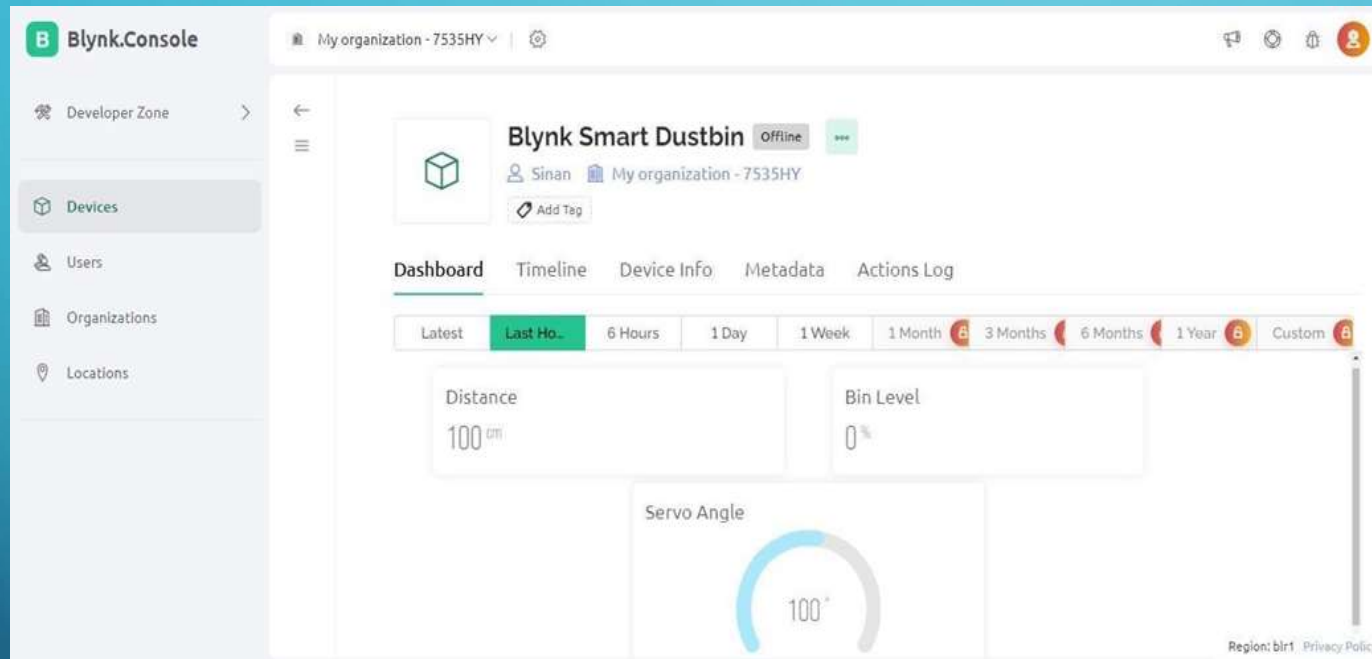 B Blynk.Console
My organization - 7535HY
Developer Zone
Devices
Users
Organizations
Locations
Blynk Smart Dustbin Offline
Sinan My organization - 7535HY
Add Tag
Dashboard Timeline Device Info Metadata Actions Log
Latest Last Ho... 6 Hours 1 Day 1 Week 1 Month 3 Months 6 Months 1 Year Custom
Distance
100 cm
Bin Level
0 %
Servo Angle
100 °
Region: blr1 Privacy Polic